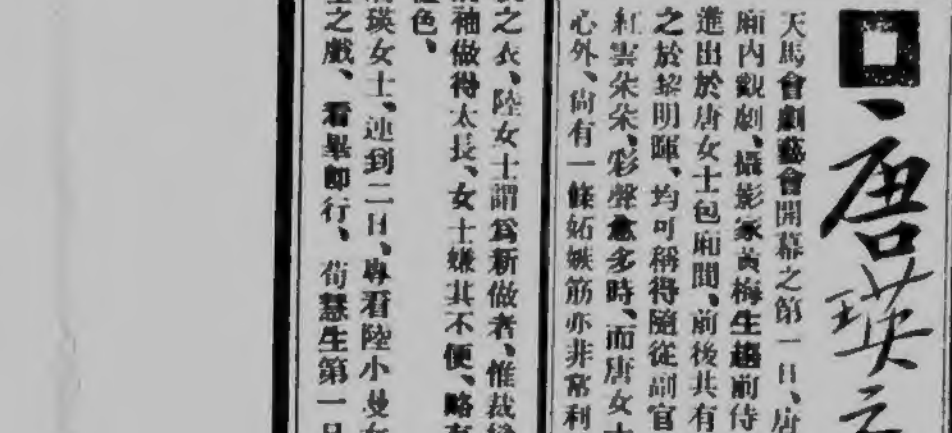 唐瑛之
天馬會劇藝會開幕之第一日、唐
廂內觀劇、攝影家黃梅生趨前侍
進出於唐女士包廂間、前後共有
之於黎明暉、均可稱得隨從副官
紅雲朵朵、彩聲愈多時、而唐女士
心外、尙有一條妬嫉筋亦非常利
之衣、陸女士謂爲新做者、惟裁縫
袖做得太長、女士嫌其不便、略有
色、
瑛女士、連到二日、專看陸小曼女
之戲、看畢卽行、荀慧生第一日